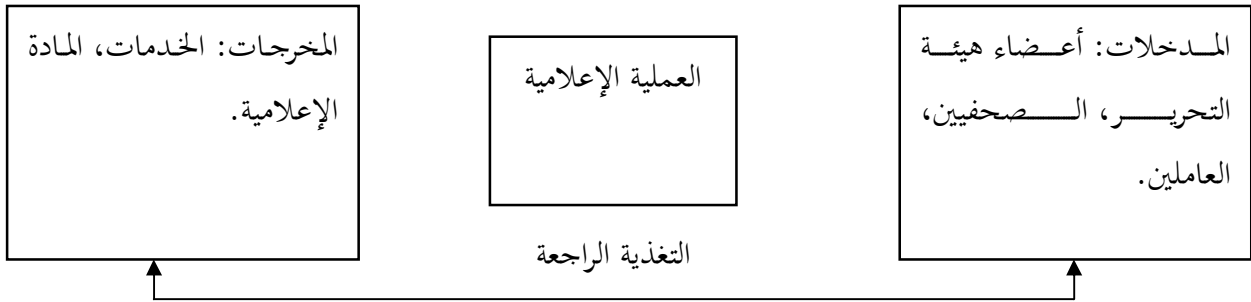 المدخلات: أعضاء هيئة
التحرير، الصحفيين،
العاملين.
العملية الإعلامية
المخرجات: الخدمات، المادة
الإعلامية.
التغذية الراجعة